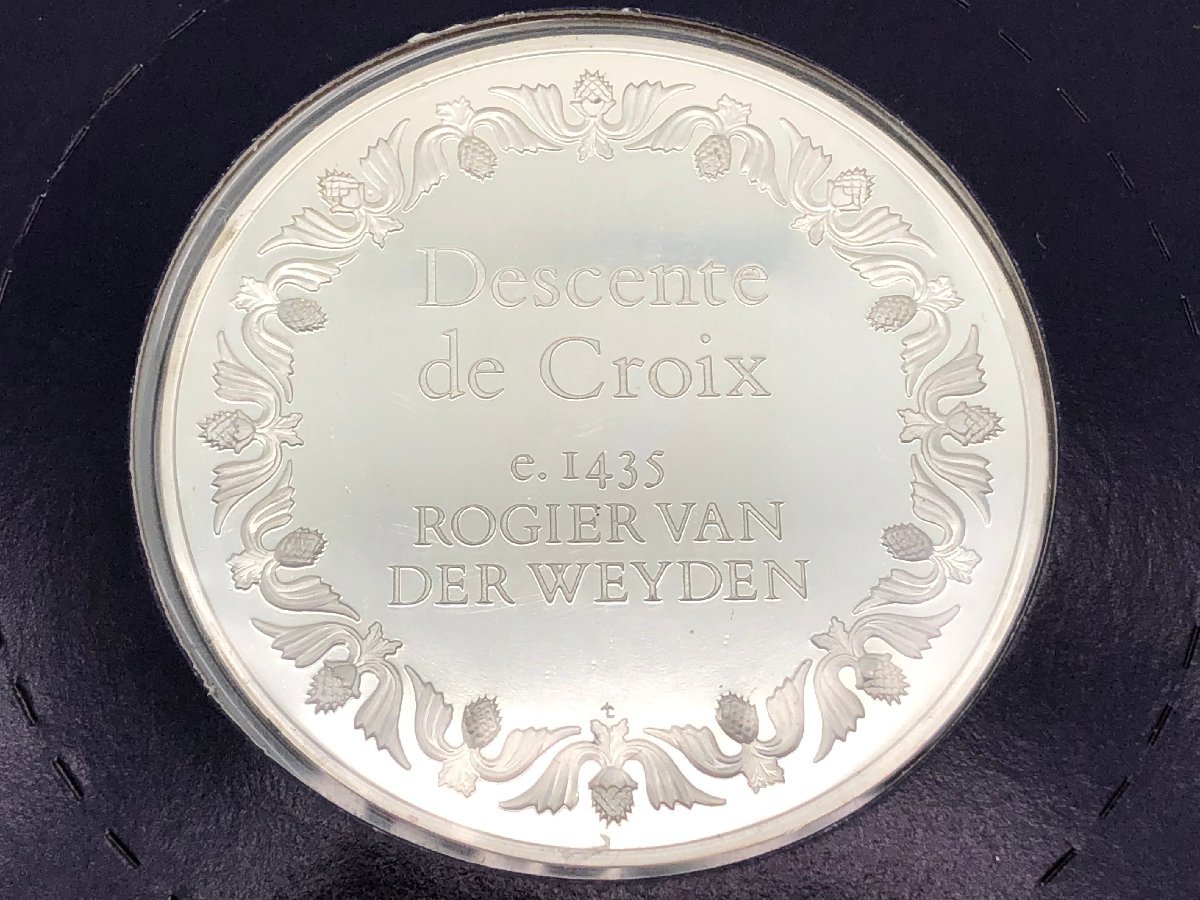 Descente
de Croix
e. 1435
ROGIER VAN
DER WEYDEN